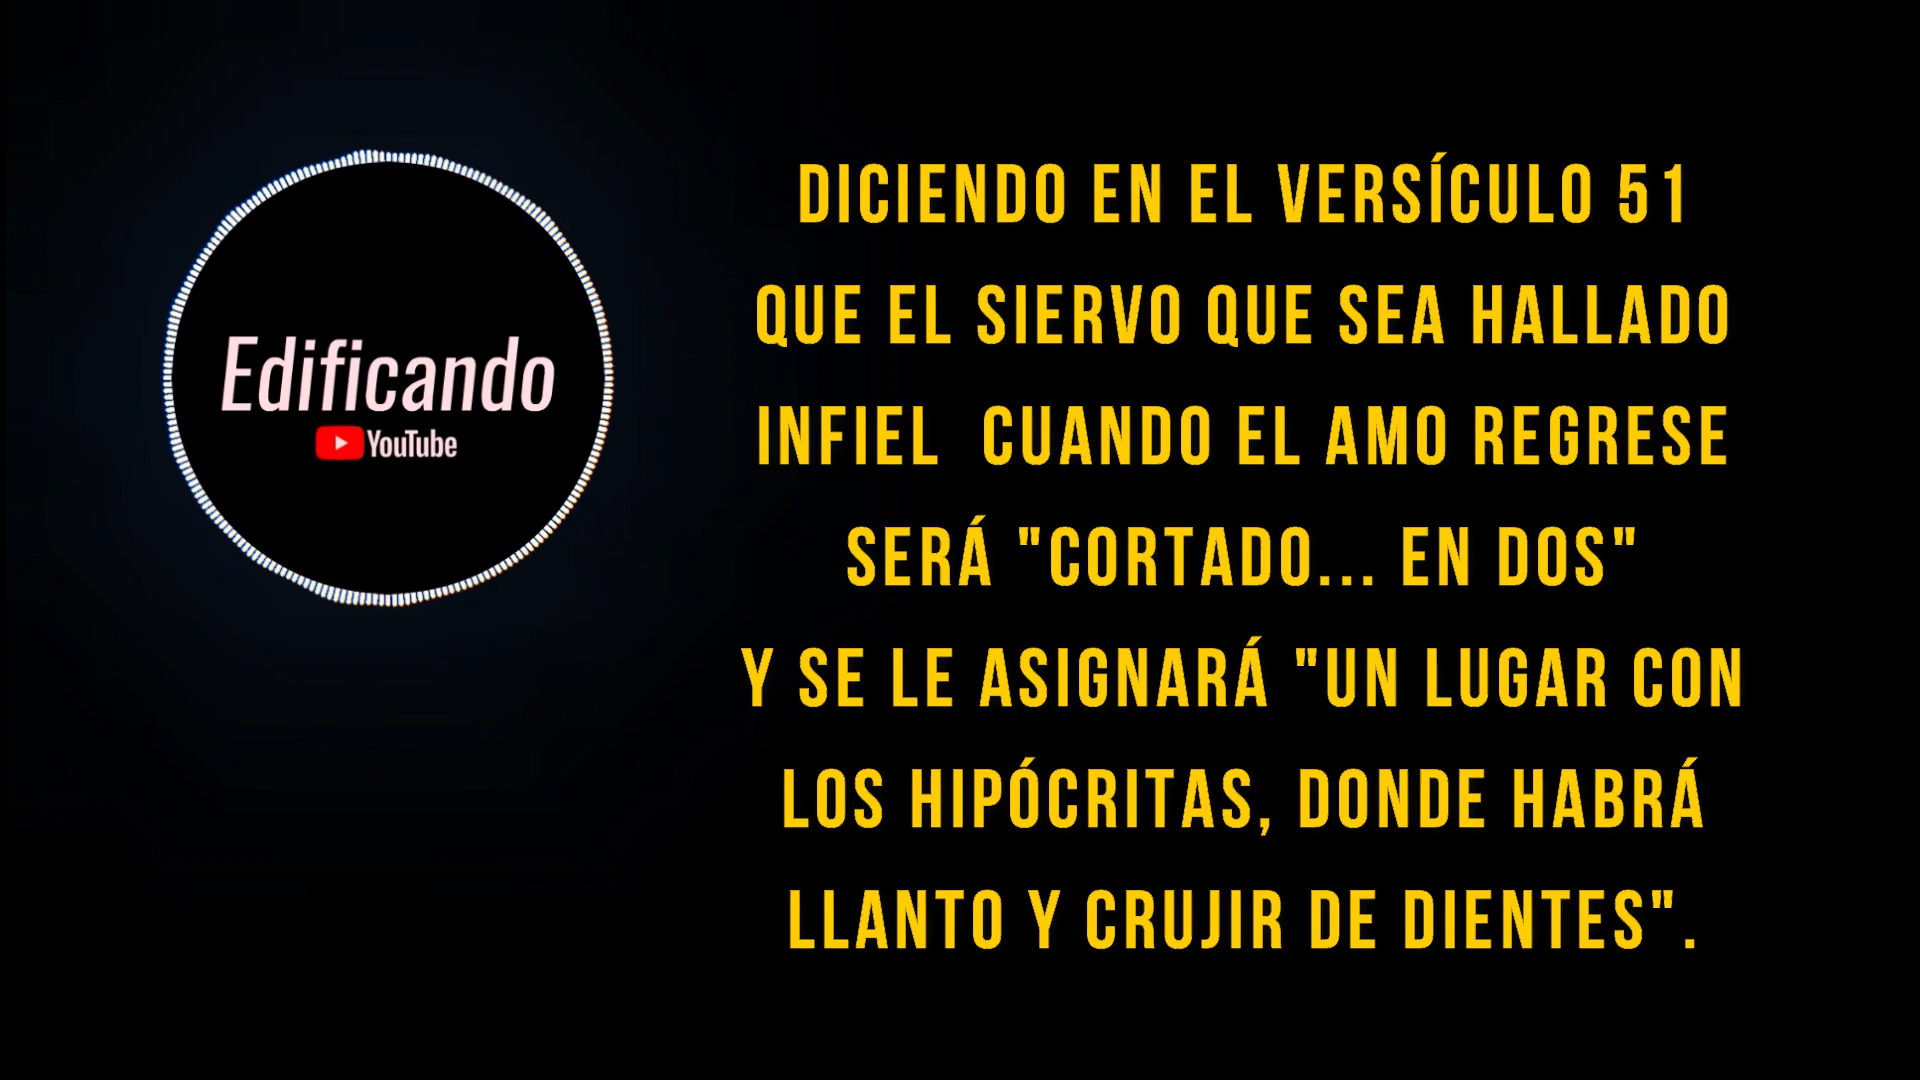 Edificando
YouTube
DICIENDO EN EL VERSÍCULO 51
QUE EL SIERVO QUE SEA HALLADO
INFIEL  CUANDO EL AMO REGRESE
SERÁ "CORTADO... EN DOS"
Y SE LE ASIGNARÁ "UN LUGAR CON
LOS HIPÓCRITAS, DONDE HABRÁ
LLANTO Y CRUJIR DE DIENTES".